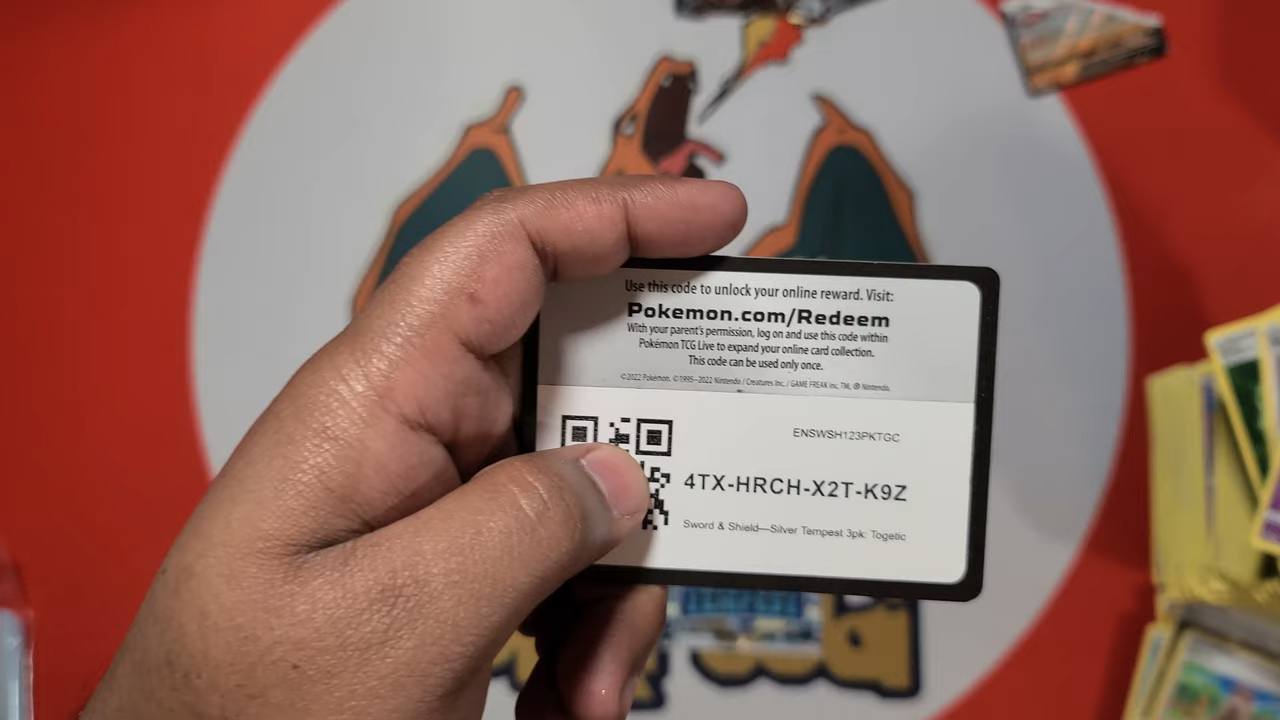 Use this code to unlock your online reward. Visit:
Pokemon.com/Redeem
With your parent's permission, log on and use this code within
Pokémon TCG Live to expand your online card collection.
This code can be used only once.
©2022 Pokémon. ©1995–2022 Nintendo / Creatures Inc. / GAME FREAK inc. TM, ® Nintendo.
ENSWSH123PKTGC
4TX-HRCH-X2T-K9Z
Sword & Shield—Silver Tempest 3pk: Togetic